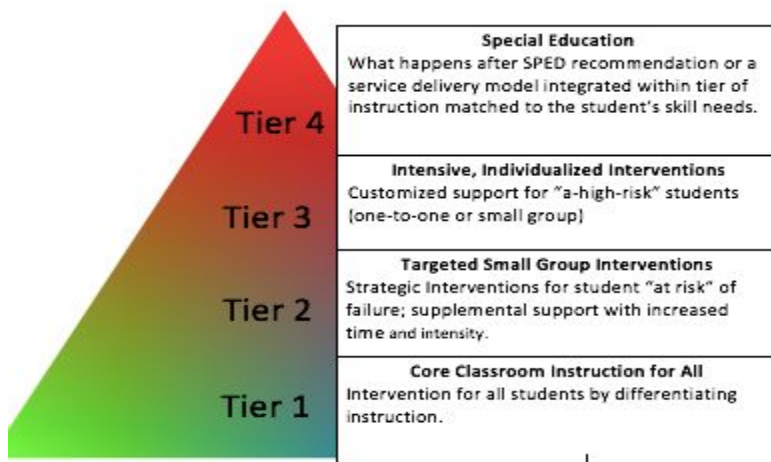 Tier 4
Special Education
What happens after SPED recommendation or a
service delivery model integrated within tier of
instruction matched to the student's skill needs.
Tier 3
Intensive, Individualized Interventions
Customized support for "a-high-risk" students
(one-to-one or small group)
Tier 2
Targeted Small Group Interventions
Strategic Interventions for student "at risk" of
failure; supplemental support with increased
time and intensity.
Tier 1
Core Classroom Instruction for All
Intervention for all students by differentiating
instruction.